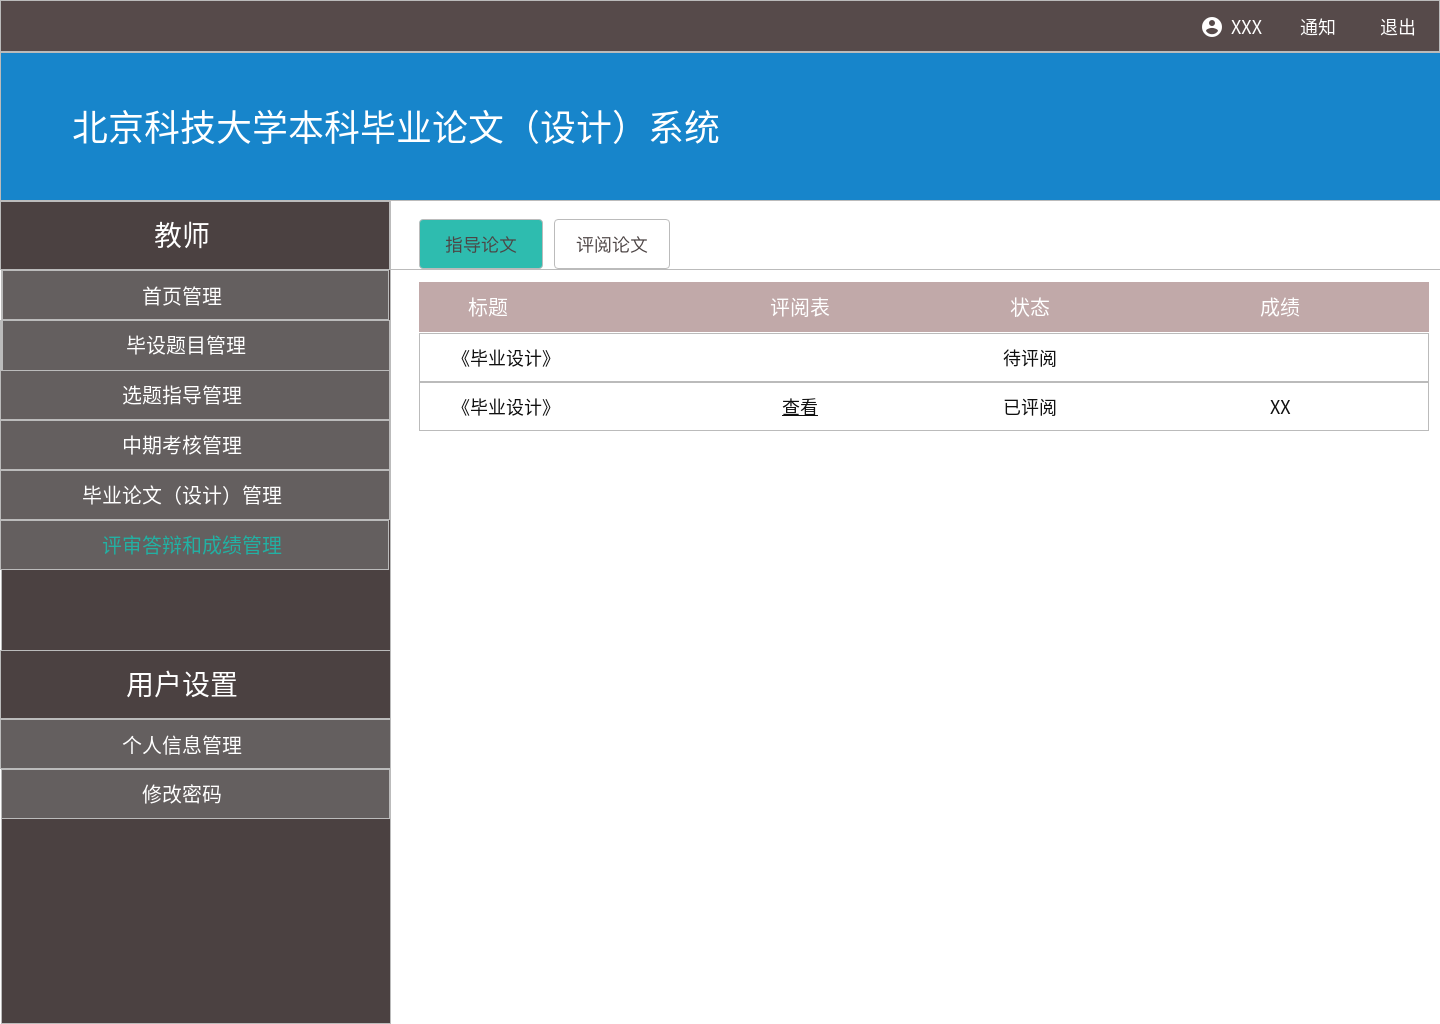 XXX 通知 退出
北京科技大学本科毕业论文（设计）系统
教师
首页管理
毕设题目管理
选题指导管理
中期考核管理
毕业论文（设计）管理
评审答辩和成绩管理
用户设置
个人信息管理
修改密码
指导论文 评阅论文
标题 评阅表 状态 成绩
《毕业设计》 待评阅
《毕业设计》 查看 已评阅 XX